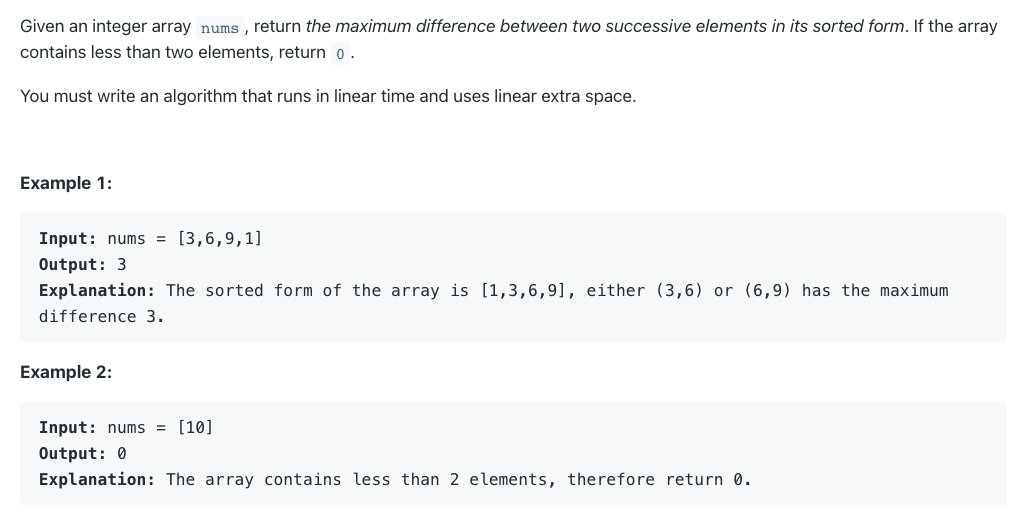 Given an integer array nums , return the maximum difference between two successive elements in its sorted form. If the array
contains less than two elements, return 0 .
You must write an algorithm that runs in linear time and uses linear extra space.
Example 1:
Input: nums = [3,6,9,1]
Output: 3
Explanation: The sorted form of the array is [1,3,6,9], either (3,6) or (6,9) has the maximum
difference 3.
Example 2:
Input: nums = [10]
Output: 0
Explanation: The array contains less than 2 elements, therefore return 0.